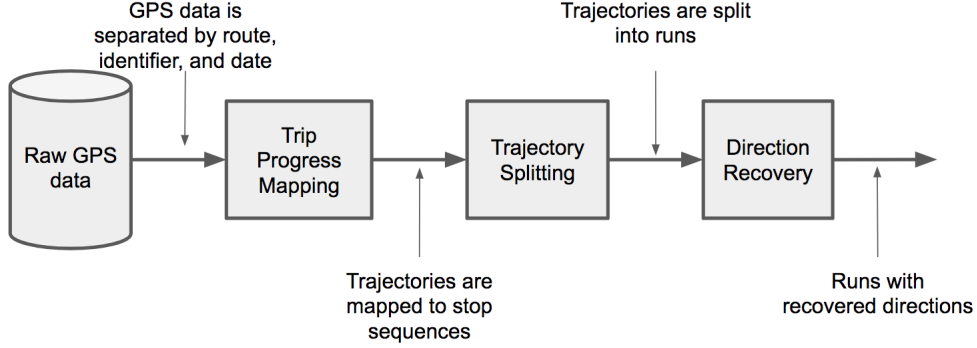 GPS data is
separated by route,
identifier, and date
Trajectories are split
into runs
Raw GPS
data
Trip
Progress
Mapping
Trajectory
Splitting
Direction
Recovery
Trajectories are
mapped to stop
sequences
Runs with
recovered directions